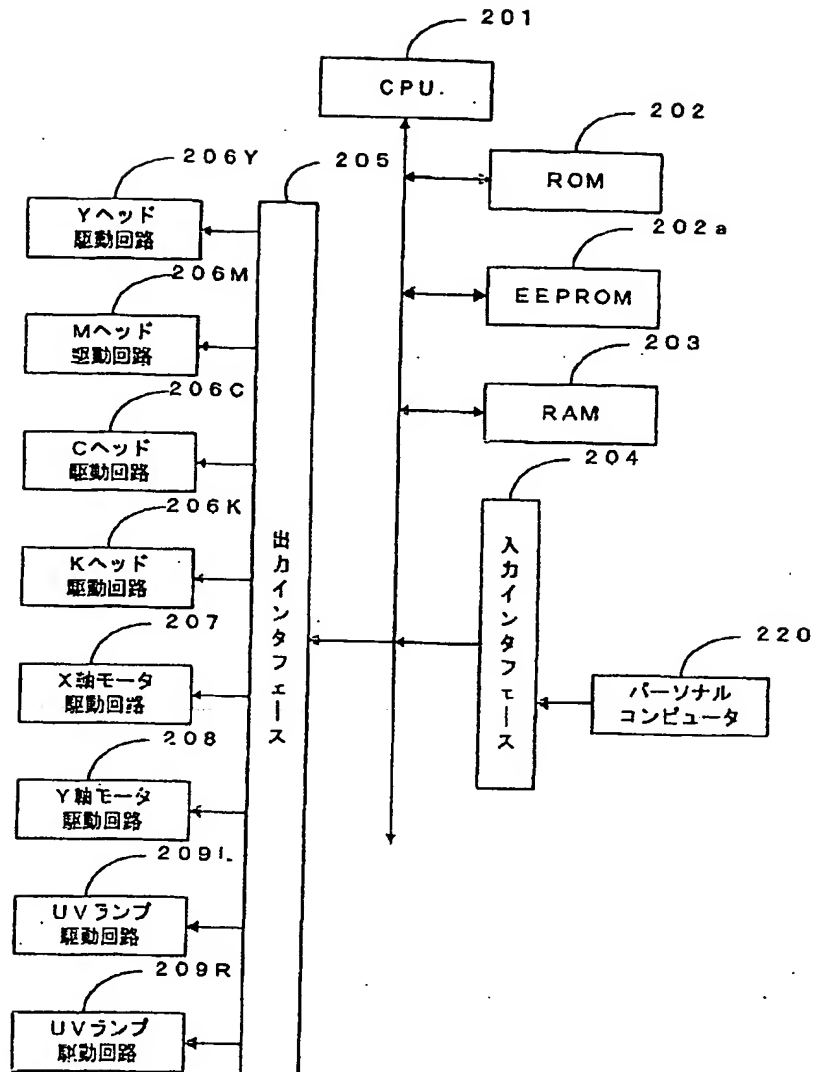 201
CPU.
202
ROM
202a
EEPROM
203
RAM
204
入力インタフェース
220
パーソナル
コンピュータ
205
出力インタフェース
206Y
Yヘッド
駆動回路
206M
Mヘッド
駆動回路
206C
Cヘッド
駆動回路
206K
Kヘッド
駆動回路
207
X軸モータ
駆動回路
208
Y軸モータ
駆動回路
209L
UVランプ
駆動回路
209R
UVランプ
駆動回路